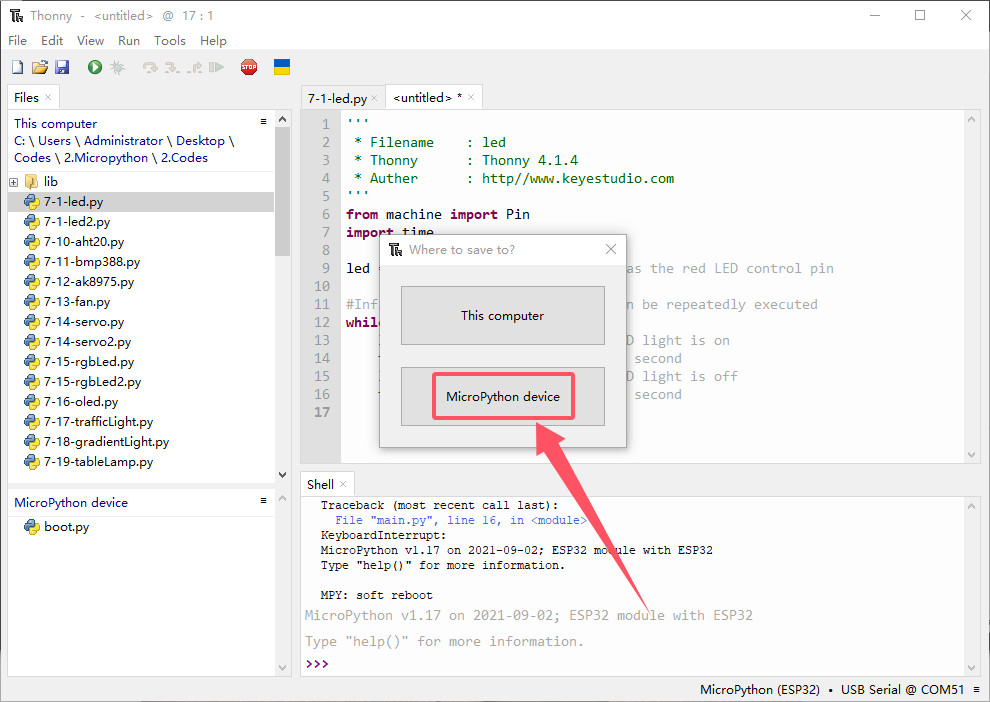 Thonny - <untitled> @ 17 : 1
File Edit View Run Tools Help
STOP
Files ×
This computer
C: \ Users \ Administrator \ Desktop \
Codes \ 2.Micropython \ 2.Codes
lib
7-1-led.py
7-1-led2.py
7-10-aht20.py
7-11-bmp388.py
7-12-ak8975.py
7-13-fan.py
7-14-servo.py
7-14-servo2.py
7-15-rgbLed.py
7-15-rgbLed2.py
7-16-oled.py
7-17-trafficLight.py
7-18-gradientLight.py
7-19-tableLamp.py
MicroPython device
boot.py
7-1-led.py × <untitled> * ×
1 '''
2 * Filename : led
3 * Thonny : Thonny 4.1.4
4 * Auther : http//www.keyestudio.com
5 '''
6 from machine import Pin
7 import time
8
9 led as the red LED control pin
10
11 #Inf n be repeatedly executed
12 while
13 D light is on
14 second
15 D light is off
16 second
17
Where to save to?
This computer
MicroPython device
Shell ×
Traceback (most recent call last):
File "main.py", line 16, in <module>
KeyboardInterrupt:
MicroPython v1.17 on 2021-09-02; ESP32 module with ESP32
Type "help()" for more information.
MPY: soft reboot
MicroPython v1.17 on 2021-09-02; ESP32 module with ESP32
Type "help()" for more information.
>>>
MicroPython (ESP32) • USB Serial @ COM51 ≡